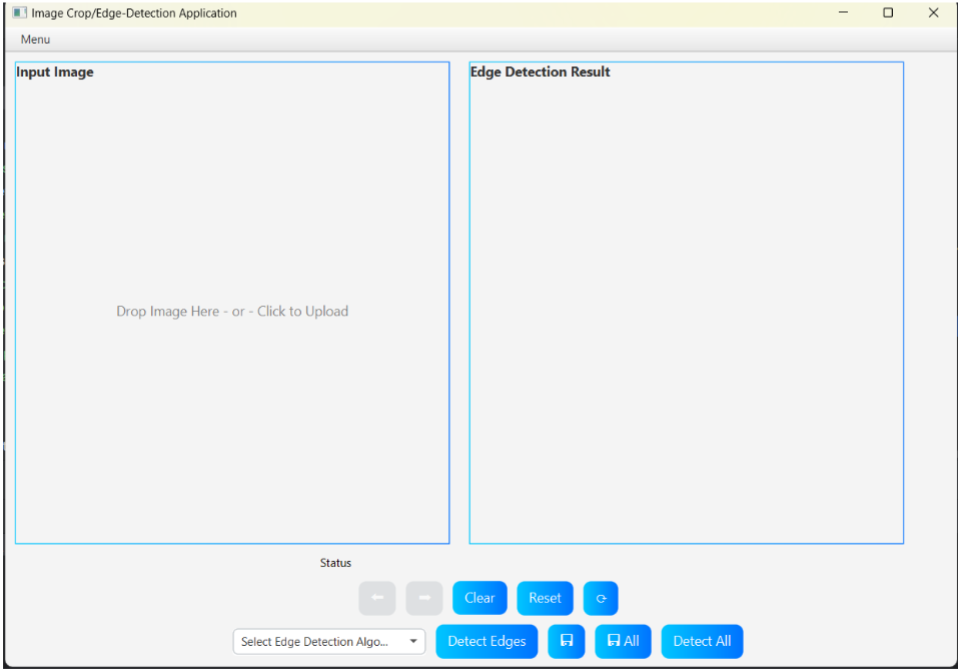 Image Crop/Edge-Detection Application
Menu
Input Image
Edge Detection Result
Drop Image Here - or - Click to Upload
Status
Clear Reset
Select Edge Detection Algo... Detect Edges All Detect All